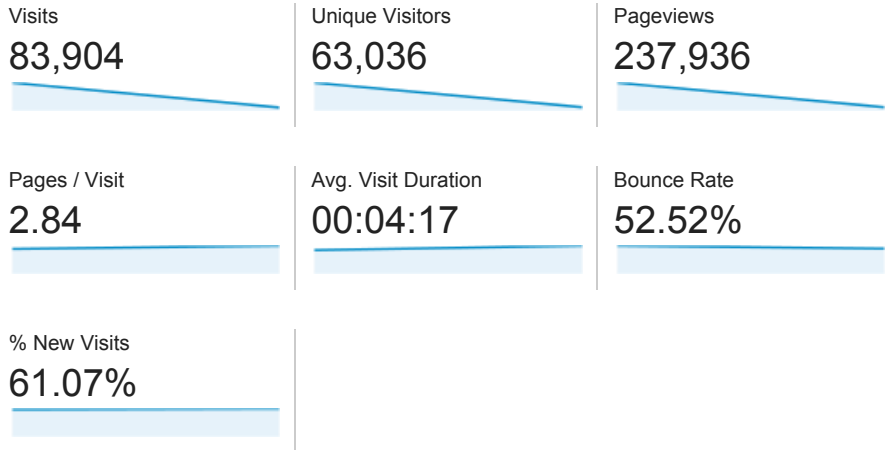 Visits
83,904
Unique Visitors
63,036
Pageviews
237,936
Pages / Visit
2.84
Avg. Visit Duration
00:04:17
Bounce Rate
52.52%
% New Visits
61.07%